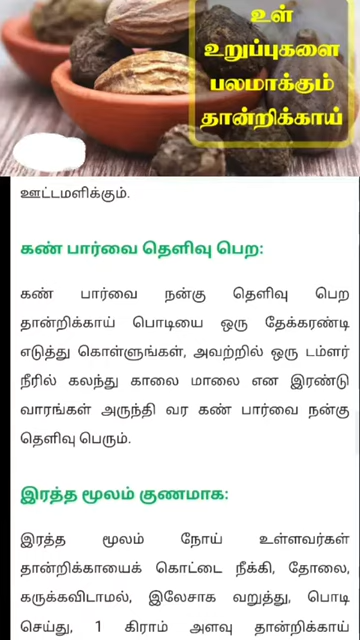 உள்
உறுப்புகளை
பலமாக்கும்
தான்றிக்காய்
ஊட்டமளிக்கும்.
கண் பார்வை தெளிவு பெற:
கண் பார்வை நன்கு தெளிவு பெற
தான்றிக்காய் பொடியை ஒரு தேக்கரண்டி
எடுத்து கொள்ளுங்கள், அவற்றில் ஒரு டம்ளர்
நீரில் கலந்து காலை மாலை என இரண்டு
வாரங்கள் அருந்தி வர கண் பார்வை நன்கு
தெளிவு பெரும்.
இரத்த மூலம் குணமாக:
இரத்த மூலம் நோய் உள்ளவர்கள்
தான்றிக்காயைக் கொட்டை நீக்கி, தோலை,
கருக்கவிடாமல், இலேசாக வறுத்து, பொடி
செய்து, 1 கிராம் அளவு தான்றிக்காய்